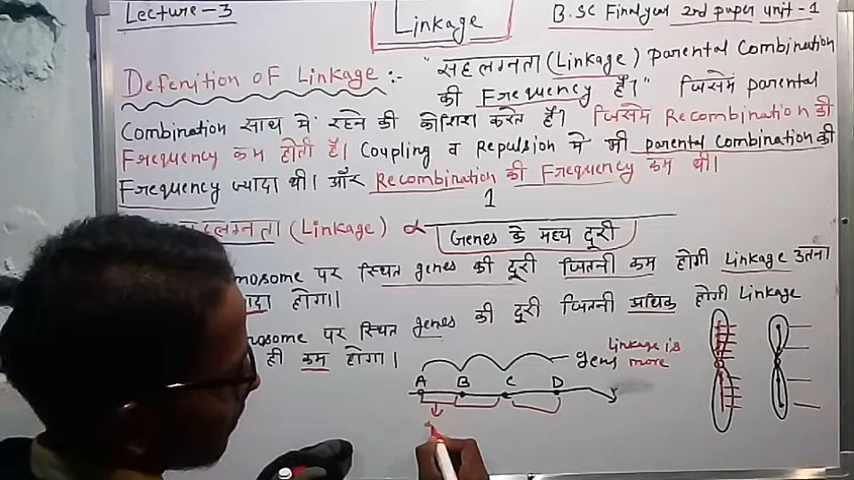 Lecture - 3
Linkage
B.SC Final year 2nd paper unit - 1
Defenition of Linkage :- "सहलग्नता (Linkage) parental Combination
की Frequency है।" जिसमें parental
Combination साथ में रहने की कोशिश करते हैं। जिसमें Recombination की
Frequency कम होती है। Coupling व Repulsion में भी parental Combination की
Frequency ज्यादा थी। और Recombination की Frequency कम थी।
सहलग्नता (Linkage) ∝ 1
Genes के मध्य दूरी
mosome पर स्थित genes की दूरी जितनी कम होगी Linkage उतना
होगा।
osome पर स्थित genes की दूरी जितनी अधिक होगी Linkage
ही कम होगा।
Linkage is
more
A B C D